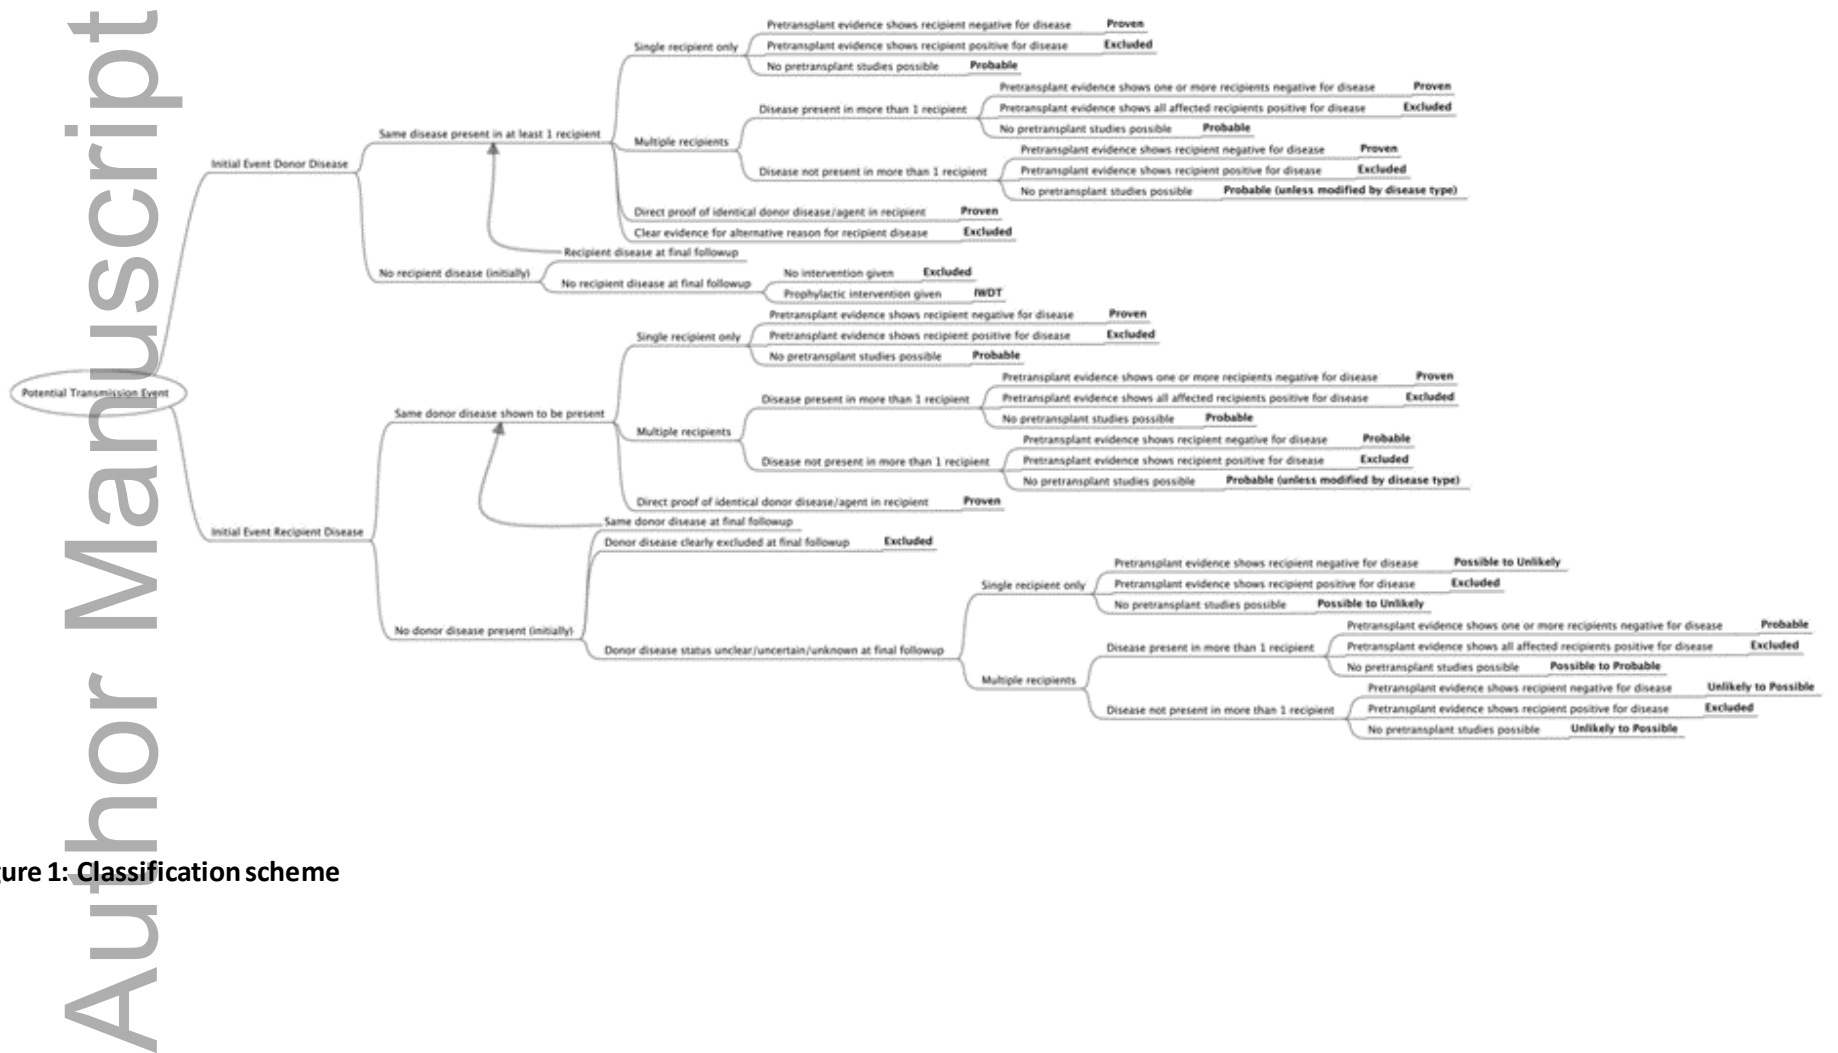 Author Manuscript
Potential Transmission Event
Initial Event Donor Disease
Same disease present in at least 1 recipient
Single recipient only
Pretransplant evidence shows recipient negative for disease Proven
Pretransplant evidence shows recipient positive for disease Excluded
No pretransplant studies possible Probable
Multiple recipients
Disease present in more than 1 recipient
Pretransplant evidence shows one or more recipients negative for disease Proven
Pretransplant evidence shows all affected recipients positive for disease Excluded
No pretransplant studies possible Probable
Disease not present in more than 1 recipient
Pretransplant evidence shows recipient negative for disease Proven
Pretransplant evidence shows recipient positive for disease Excluded
No pretransplant studies possible Probable (unless modified by disease type)
Direct proof of identical donor disease/agent in recipient Proven
Clear evidence for alternative reason for recipient disease Excluded
No recipient disease (initially)
Recipient disease at final followup
No recipient disease at final followup
No intervention given Excluded
Prophylactic intervention given IWDT
Initial Event Recipient Disease
Same donor disease shown to be present
Single recipient only
Pretransplant evidence shows recipient negative for disease Proven
Pretransplant evidence shows recipient positive for disease Excluded
No pretransplant studies possible Probable
Multiple recipients
Disease present in more than 1 recipient
Pretransplant evidence shows one or more recipients negative for disease Proven
Pretransplant evidence shows all affected recipients positive for disease Excluded
No pretransplant studies possible Probable
Disease not present in more than 1 recipient
Pretransplant evidence shows recipient negative for disease Probable
Pretransplant evidence shows recipient positive for disease Excluded
No pretransplant studies possible Probable (unless modified by disease type)
Direct proof of identical donor disease/agent in recipient Proven
No donor disease present (initially)
Same donor disease at final followup
Donor disease clearly excluded at final followup Excluded
Donor disease status unclear/uncertain/unknown at final followup
Single recipient only
Pretransplant evidence shows recipient negative for disease Possible to Unlikely
Pretransplant evidence shows recipient positive for disease Excluded
No pretransplant studies possible Possible to Unlikely
Multiple recipients
Disease present in more than 1 recipient
Pretransplant evidence shows one or more recipients negative for disease Probable
Pretransplant evidence shows all affected recipients positive for disease Excluded
No pretransplant studies possible Possible to Probable
Disease not present in more than 1 recipient
Pretransplant evidence shows recipient negative for disease Unlikely to Possible
Pretransplant evidence shows recipient positive for disease Excluded
No pretransplant studies possible Unlikely to Possible
gure 1: Classification scheme